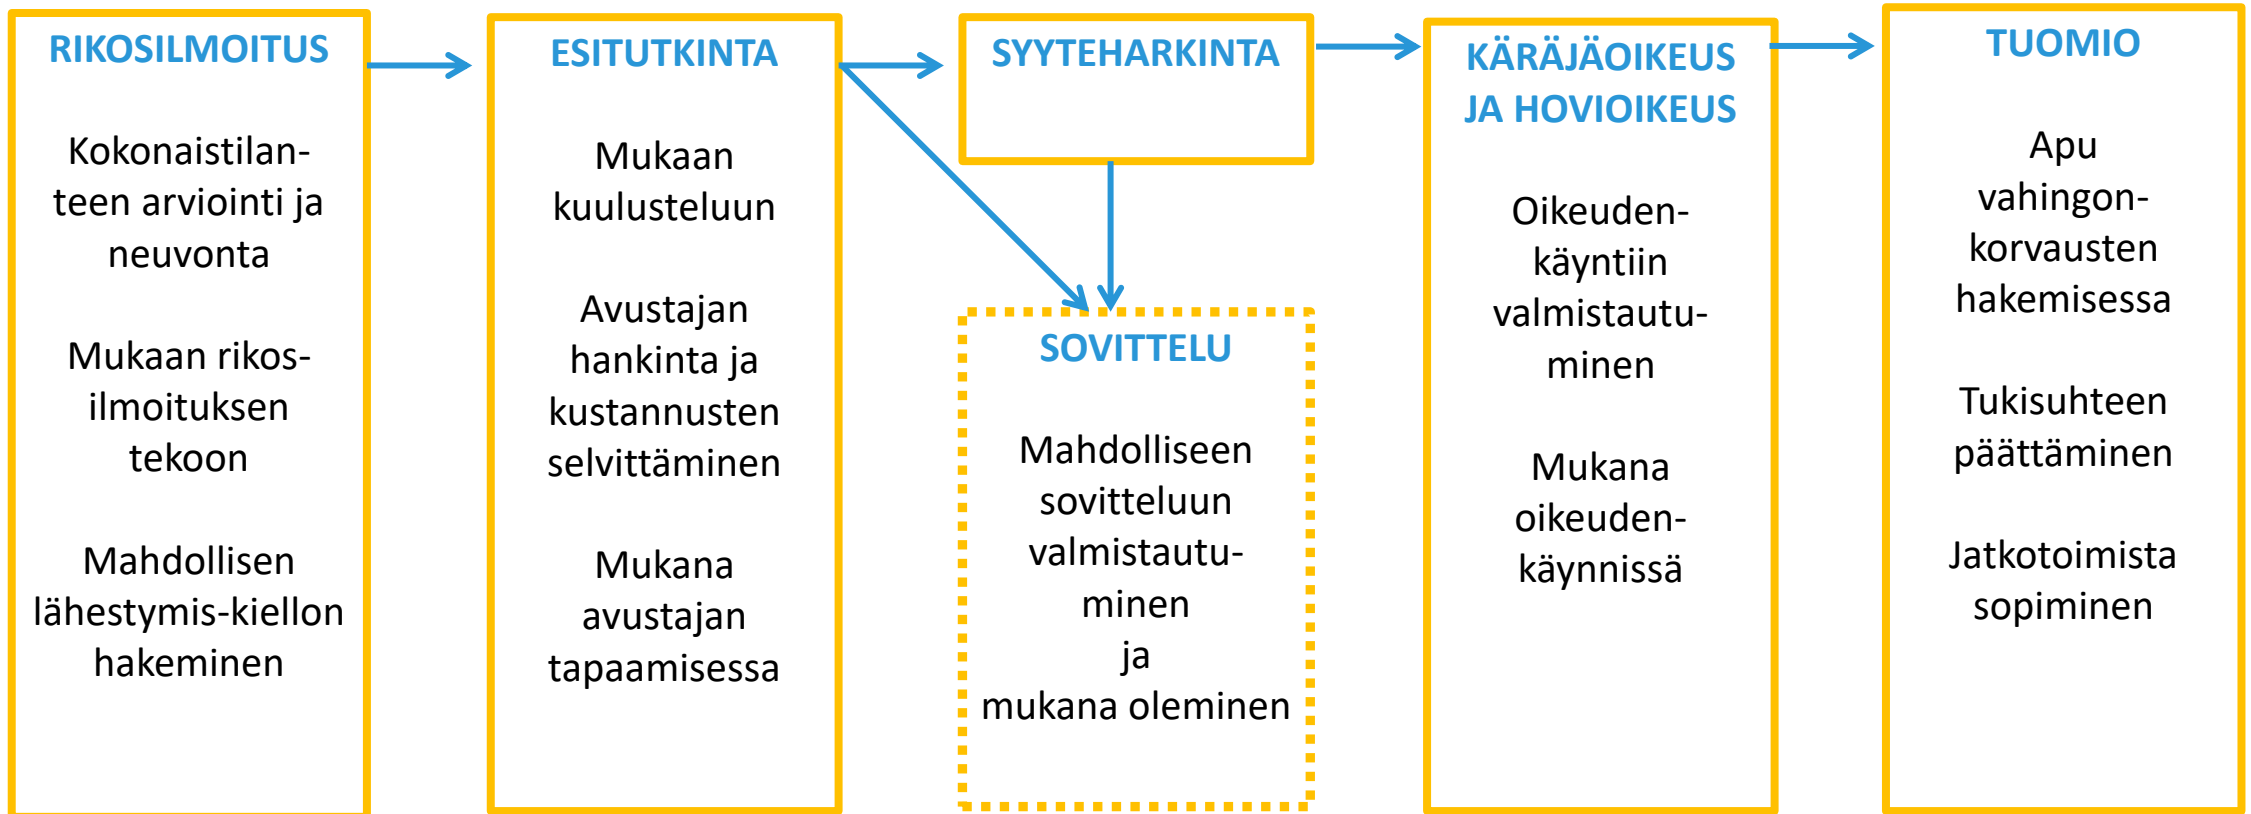 RIKOSILMOITUS
Kokonaistilan-
teen arviointi ja
neuvonta
Mukaan rikos-
ilmoituksen
tekoon
Mahdollisen
lähestymis-kiellon
hakeminen
ESITUTKINTA
Mukaan
kuulusteluun
Avustajan
hankinta ja
kustannusten
selvittäminen
Mukana
avustajan
tapaamisessa
SYYTEHARKINTA
SOVITTELU
Mahdolliseen
sovitteluun
valmistautu-
minen
ja
mukana oleminen
KÄRÄJÄOIKEUS
JA HOVIOIKEUS
Oikeuden-
käyntiin
valmistautu-
minen
Mukana
oikeuden-
käynnissä
TUOMIO
Apu
vahingon-
korvausten
hakemisessa
Tukisuhteen
päättäminen
Jatkotoimista
sopiminen